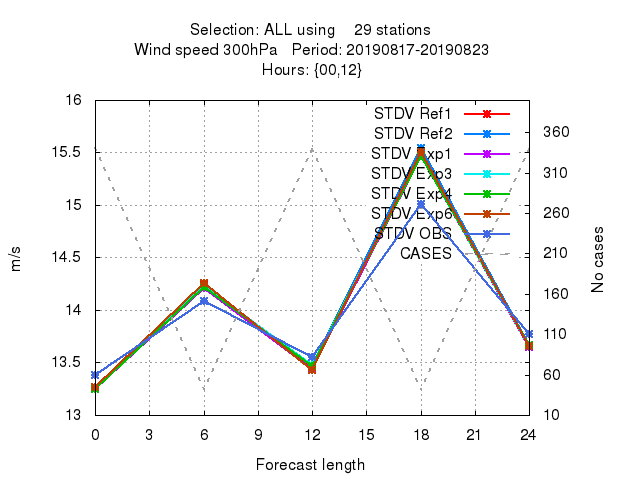 Selection: ALL using    29 stations
Wind speed 300hPa   Period: 20190817-20190823
Hours: {00,12}
16
15.5
15
14.5
14
13.5
13
m/s
STDV Ref1
STDV Ref2
STDV Exp1
STDV Exp3
STDV Exp4
STDV Exp6
STDV OBS
CASES
360
310
260
210
160
110
60
10
No cases
0 3 6 9 12 15 18 21 24
Forecast length